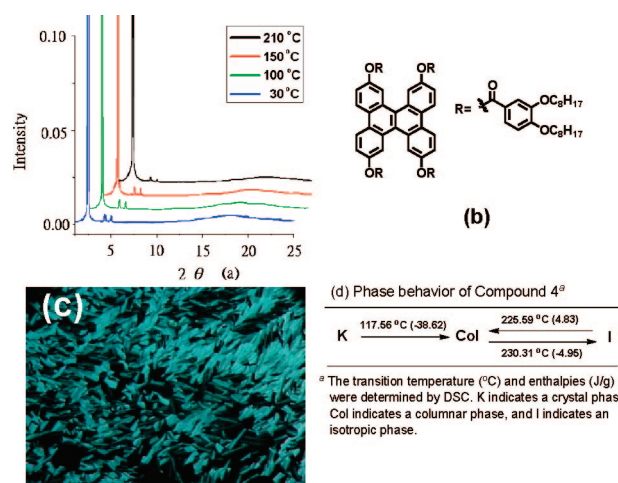 0.10
0.05
0.00
Intensity
210 °C
150 °C
100 °C
30 °C
5 10 15 20 25
2 θ (a)
OR OR
OR OR
R=
O
OC8H17
OC8H17
(b)
(c)
(d) Phase behavior of Compound 4a
K 117.56 °C (-38.62) Col 225.59 °C (4.83) I
230.31 °C (-4.95)
a The transition temperature (°C) and enthalpies (J/g)
were determined by DSC. K indicates a crystal phas
Col indicates a columnar phase, and I indicates an
isotropic phase.